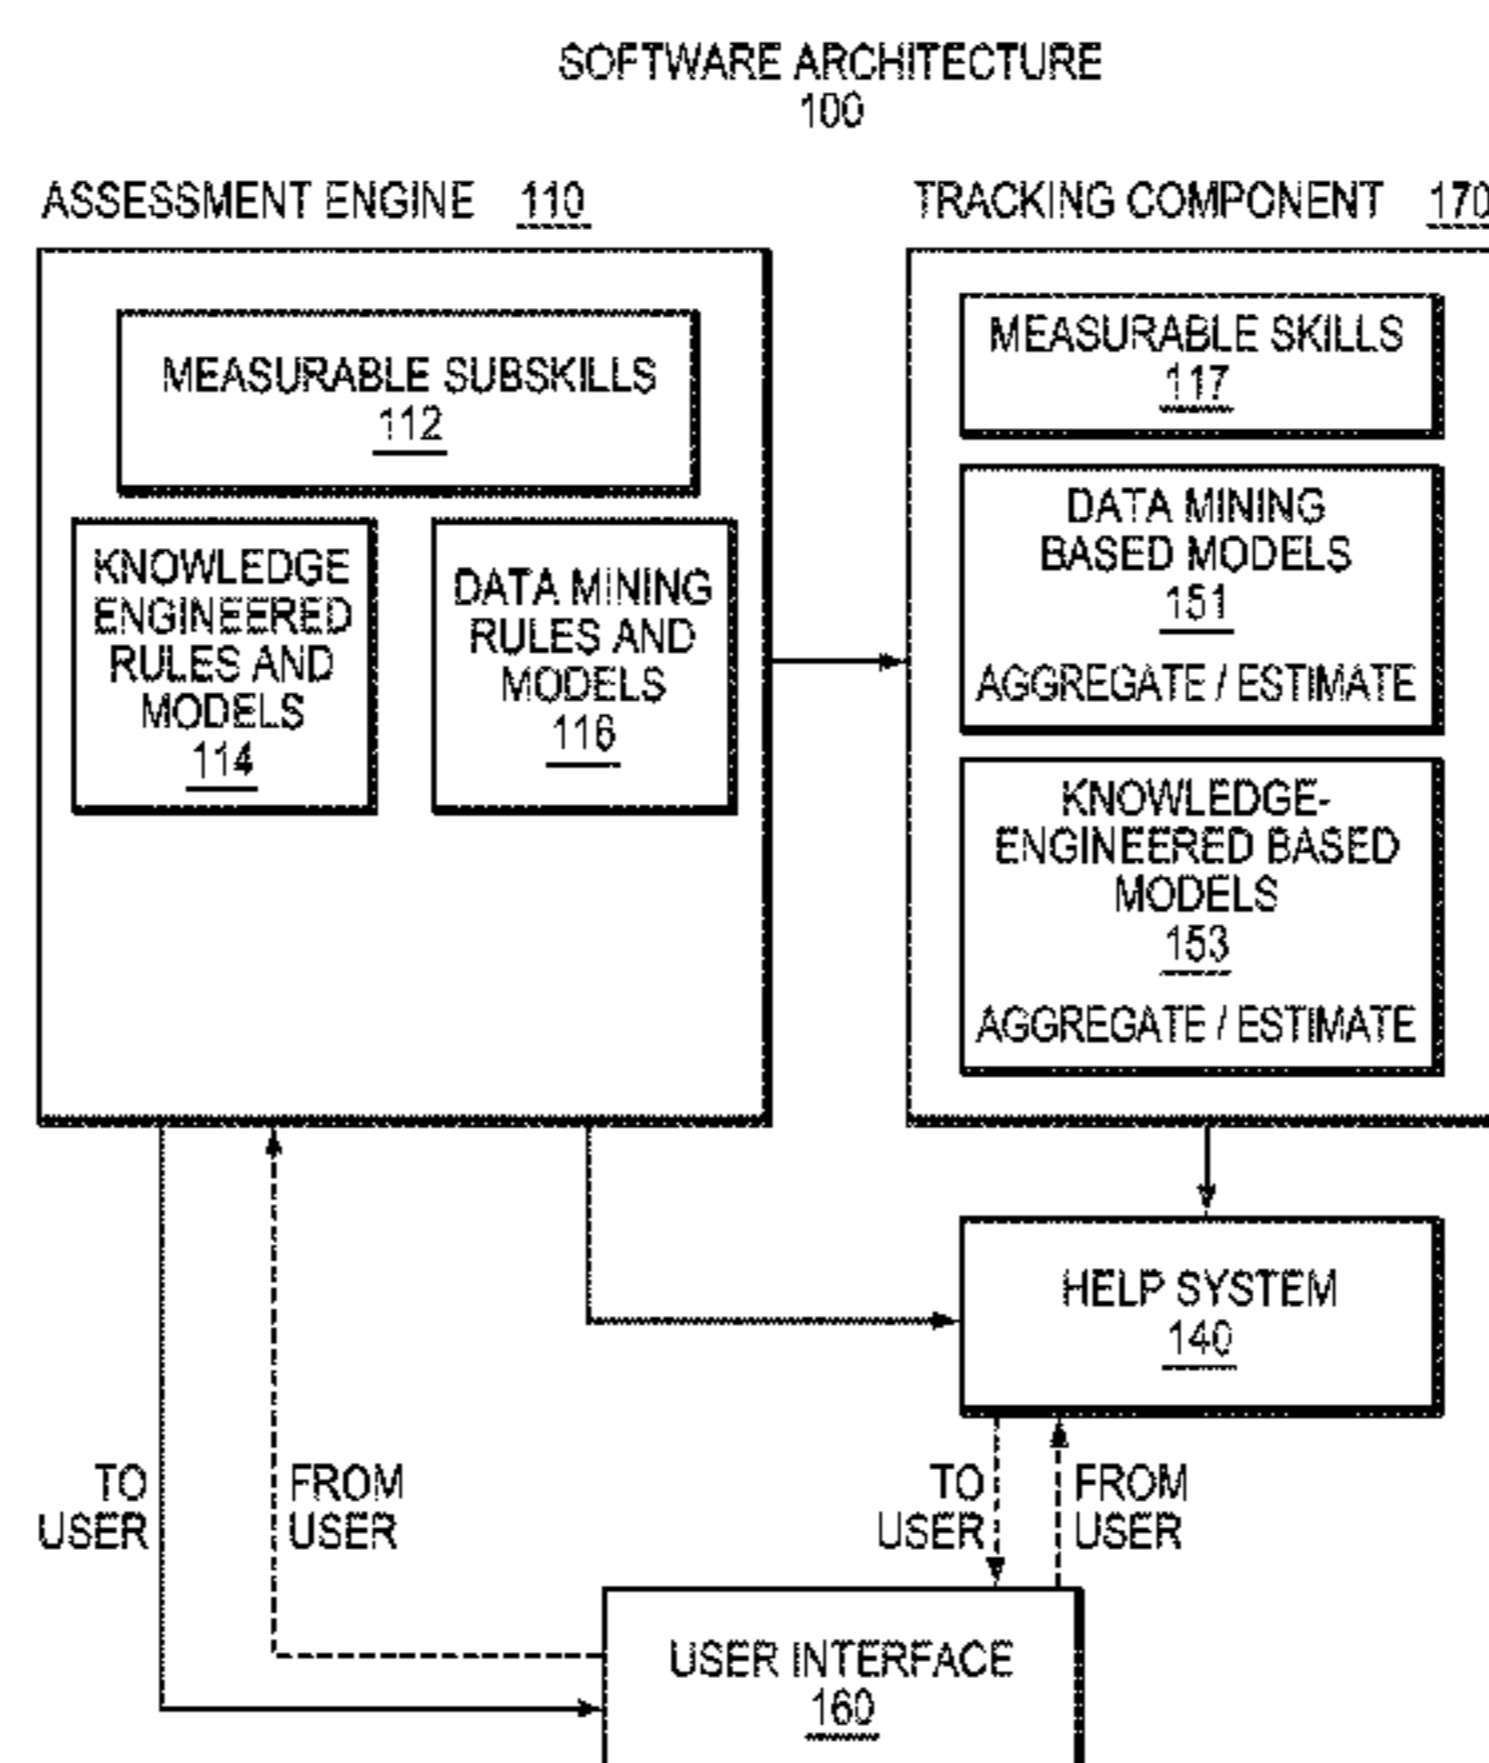 SOFTWARE ARCHITECTURE
100
ASSESSMENT ENGINE 110
MEASURABLE SUBSKILLS
112
KNOWLEDGE
ENGINEERED
RULES AND
MODELS
114
DATA MINING
RULES AND
MODELS
116
TRACKING COMPONENT 170
MEASURABLE SKILLS
117
DATA MINING
BASED MODELS
151
AGGREGATE / ESTIMATE
KNOWLEDGE-
ENGINEERED BASED
MODELS
153
AGGREGATE / ESTIMATE
HELP SYSTEM
140
TO
USER
FROM
USER
TO
USER
FROM
USER
USER INTERFACE
160